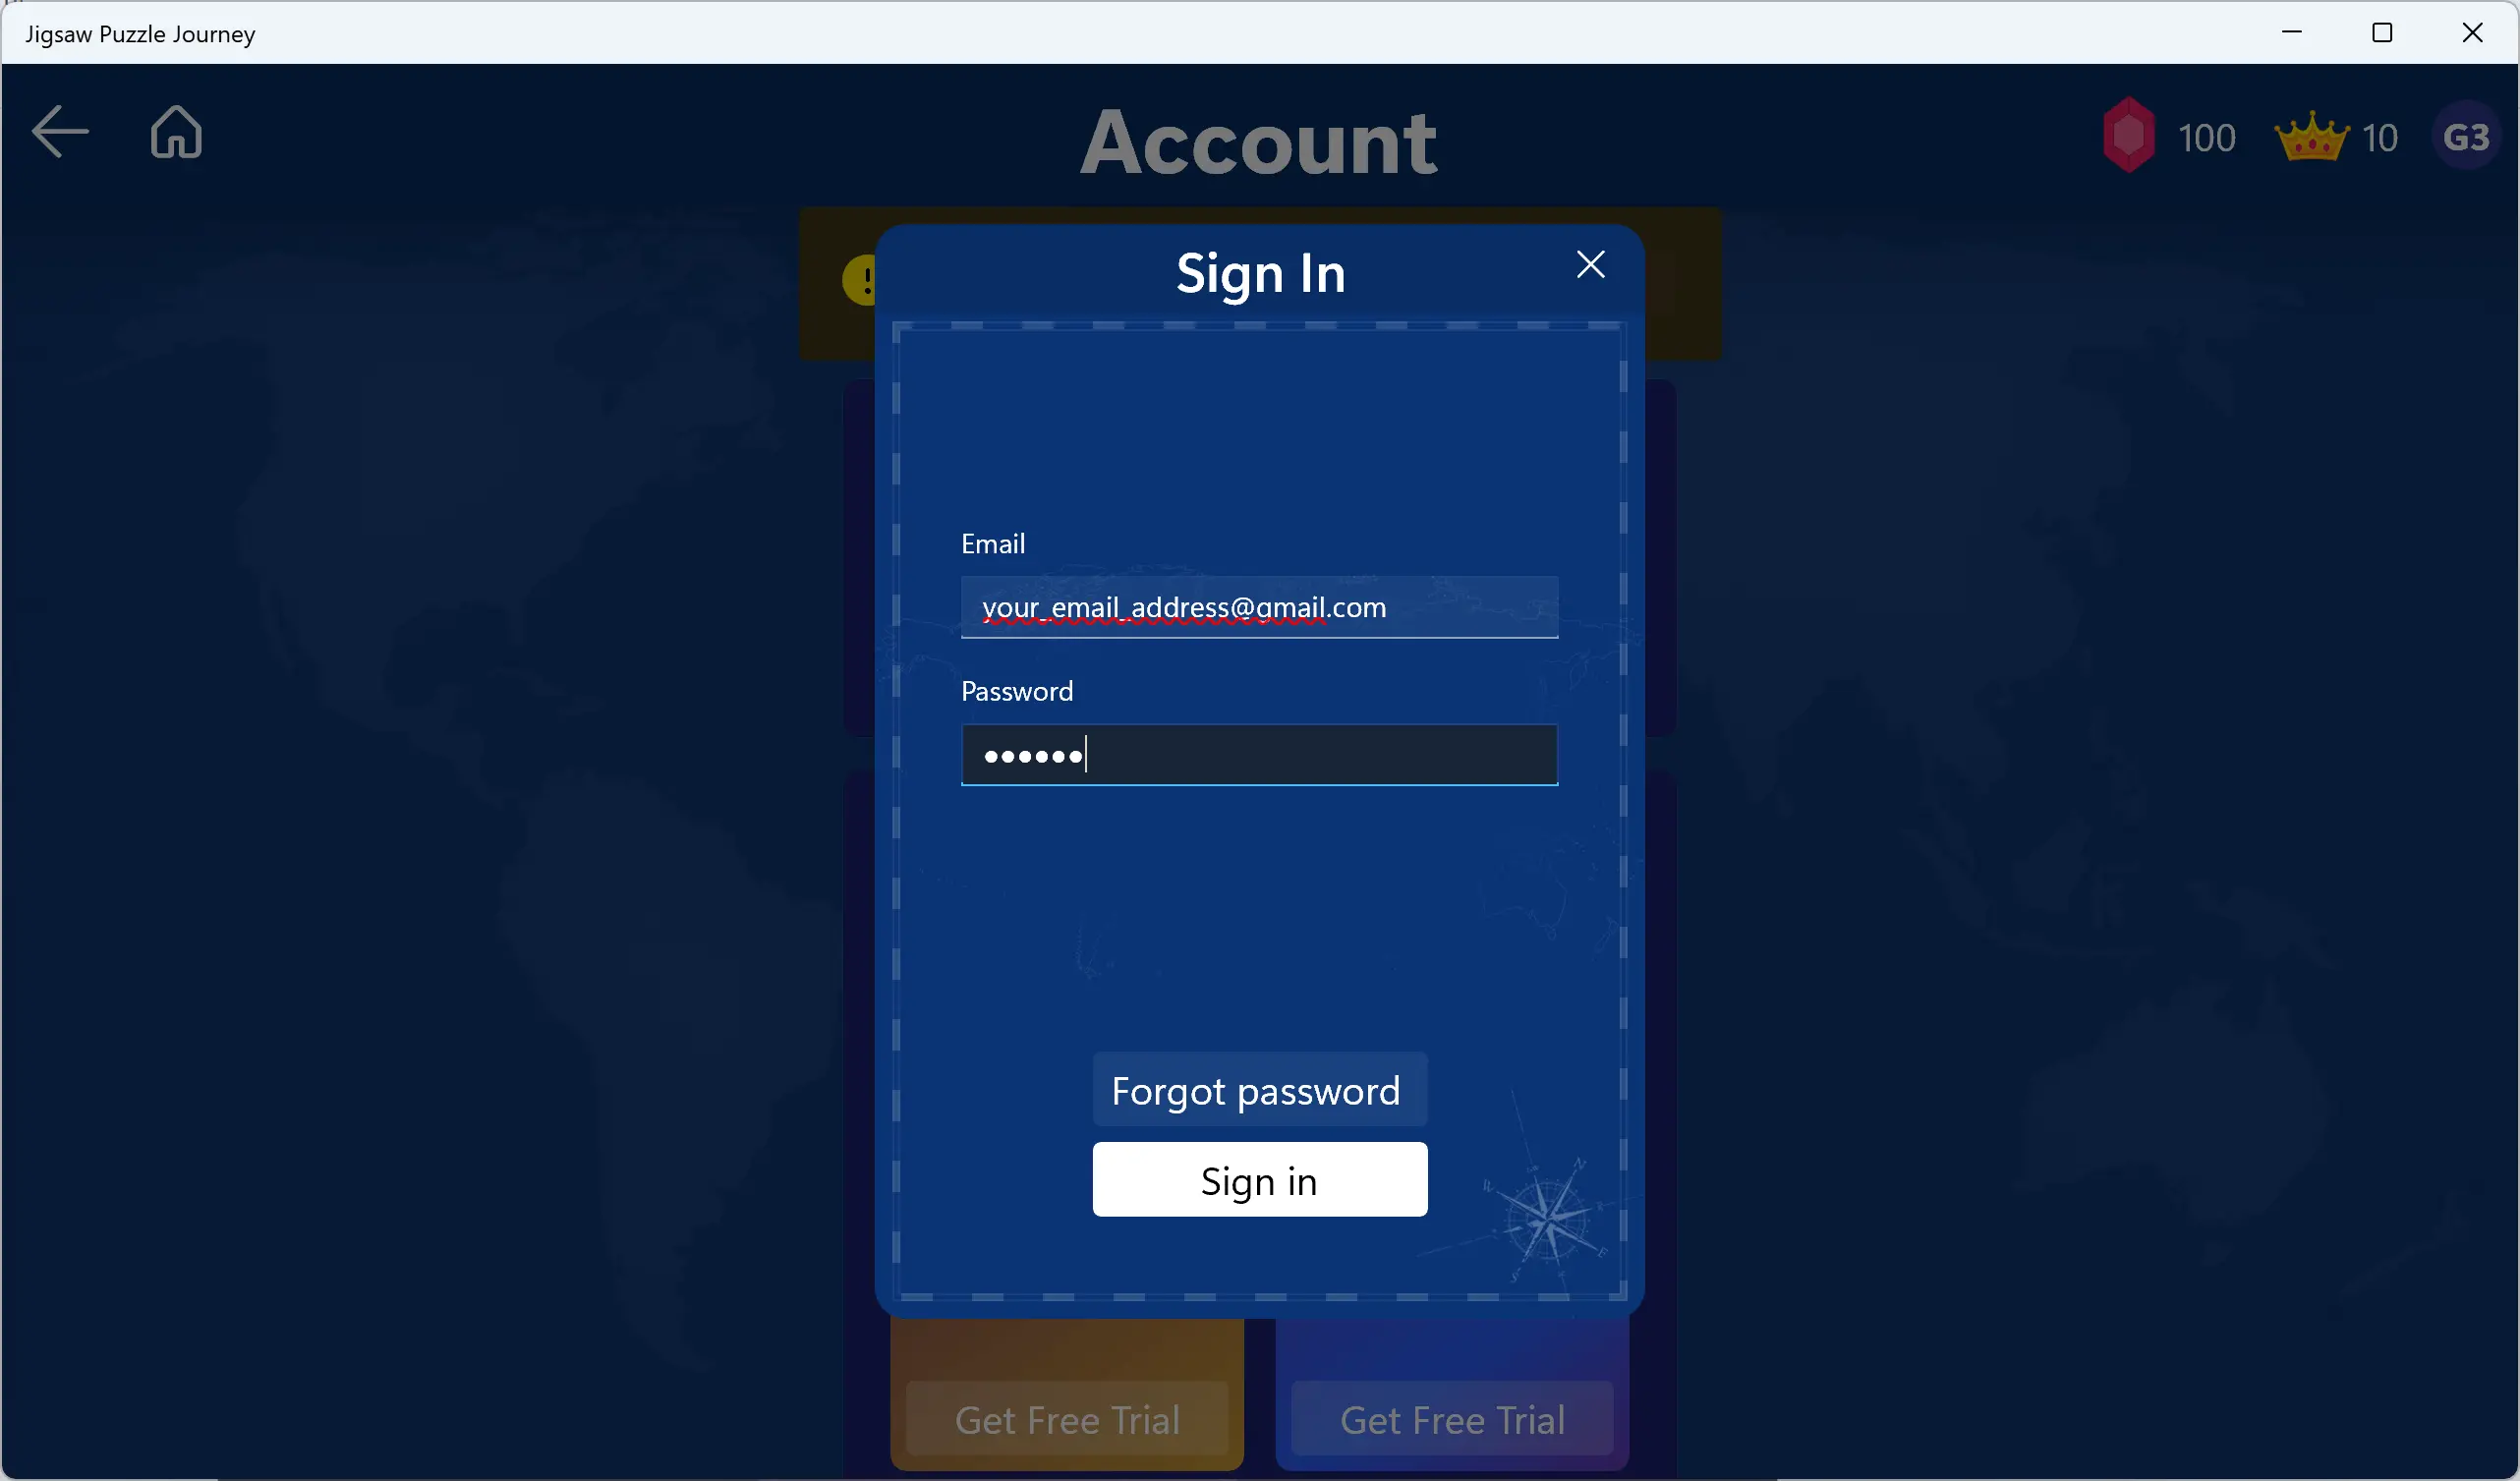 Jigsaw Puzzle Journey
Account
100
10
G3
Sign In
Email
your_email_address@gmail.com
Password
Forgot password
Sign in
N
W
E
S
Get Free Trial
Get Free Trial